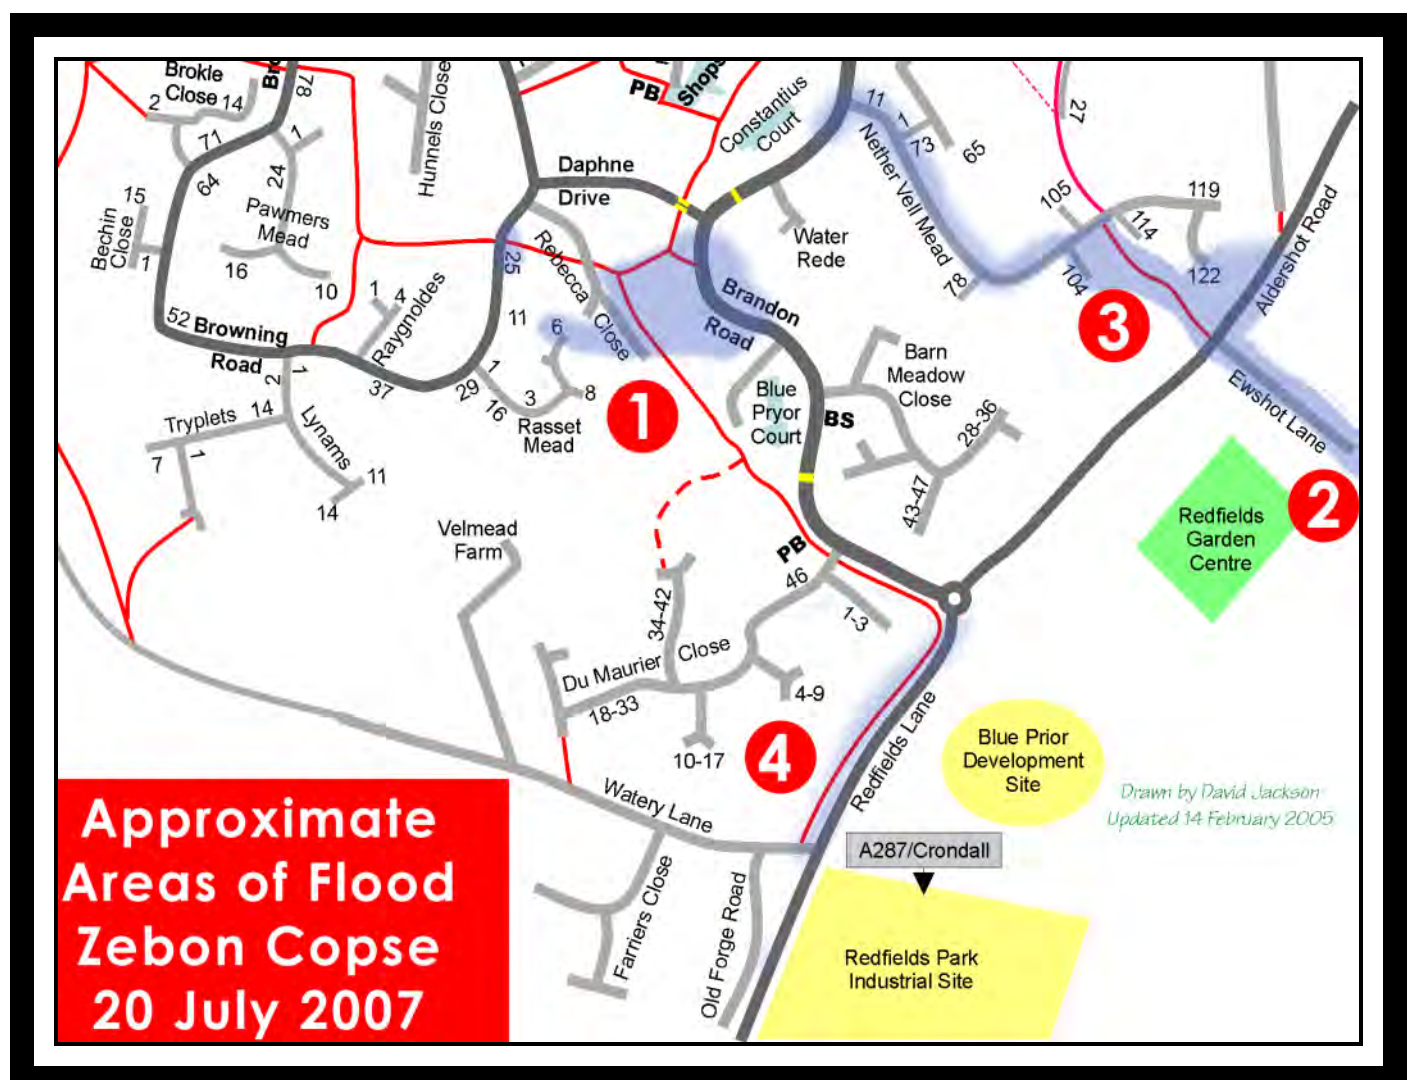 Brokle
Close
2
14
Bro
78
71
64
1
24
Pawmers
Mead
16
10
15
Bechin
Close
1
52
Browning
Road
Hunnels Close
PB
Shops
Constantius
Court
Daphne
Drive
11
1
73
65
Nether Vell Mead
78
27
105
119
114
104
122
Aldershot Road
Water
Rede
Rebecca
Close
25
11
6
1
4
Raygnoldes
37
29
1
16
3
8
Rasset
Mead
Brandon
Road
Blue
Pryor
Court
BS
Barn
Meadow
Close
28-36
43-47
Ewshot Lane
1
2
3
4
2
1
14
Tryplets
7
1
Lynams
11
14
Velmead
Farm
Redfields
Garden
Centre
PB
46
1-3
34-42
Du Maurier
Close
18-33
4-9
10-17
Redfields Lane
Watery Lane
Farriers Close
Old Forge Road
Blue Prior
Development
Site
Drawn by David Jackson
Updated 14 February 2005
A287/Crondall
Redfields Park
Industrial Site
Approximate
Areas of Flood
Zebon Copse
20 July 2007